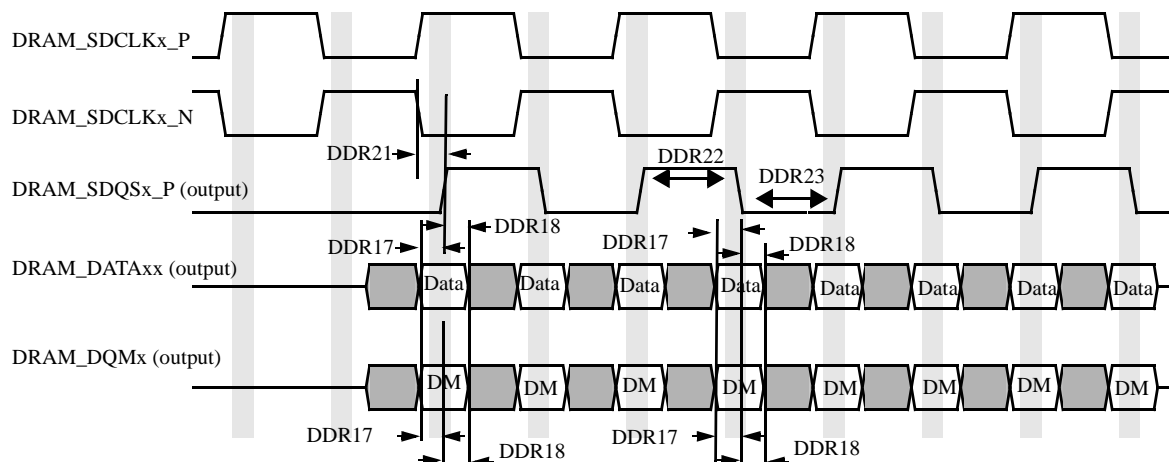 DRAM_SDCLKx_P
DRAM_SDCLKx_N
DDR21
DDR22
DDR23
DRAM_SDQSx_P (output)
DDR17
DDR18
DDR17
DDR18
DRAM_DATAxx (output)
Data
Data
Data
Data
Data
Data
Data
Data
DRAM_DQMx (output)
DM
DM
DM
DM
DM
DM
DM
DM
DDR17
DDR18
DDR17
DDR18